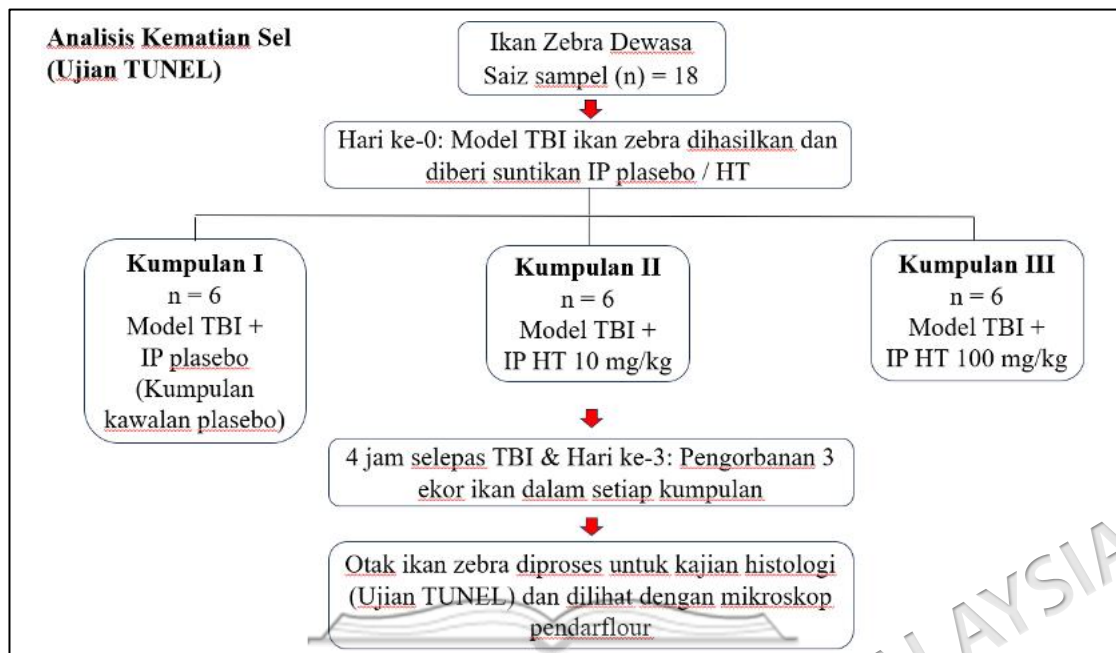 Analisis Kematian Sel
(Ujian TUNEL)
Ikan Zebra Dewasa
Saiz sampel (n) = 18
Hari ke-0: Model TBI ikan zebra dihasilkan dan
diberi suntikan IP plasebo / HT
Kumpulan I
n = 6
Model TBI +
IP plasebo
(Kumpulan
kawalan plasebo)
Kumpulan II
n = 6
Model TBI +
IP HT 10 mg/kg
Kumpulan III
n = 6
Model TBI +
IP HT 100 mg/kg
4 jam selepas TBI & Hari ke-3: Pengorbanan 3
ekor ikan dalam setiap kumpulan
Otak ikan zebra diproses untuk kajian histologi
(Ujian TUNEL) dan dilihat dengan mikroskop
pendarflour